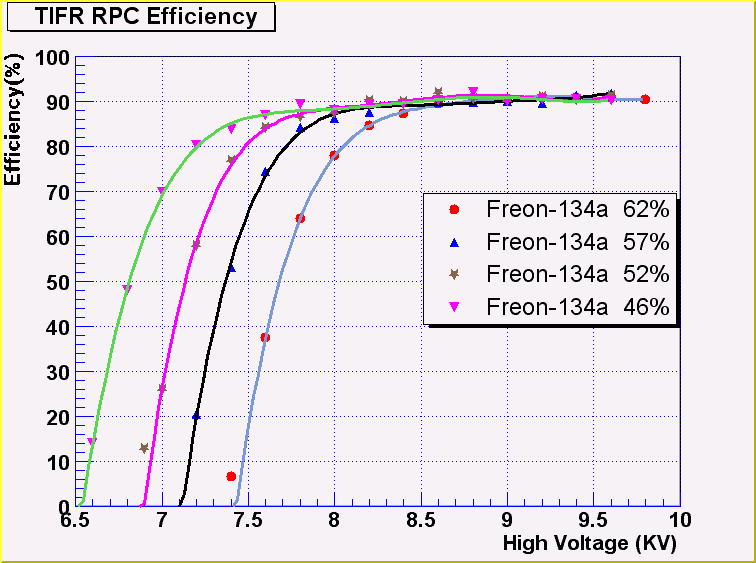 TIFR RPC Efficiency
Efficiency(%)
100
90
80
70
60
50
40
30
20
10
0
Freon-134a 62%
Freon-134a 57%
Freon-134a 52%
Freon-134a 46%
6.5 7 7.5 8 8.5 9 9.5 10
High Voltage (KV)